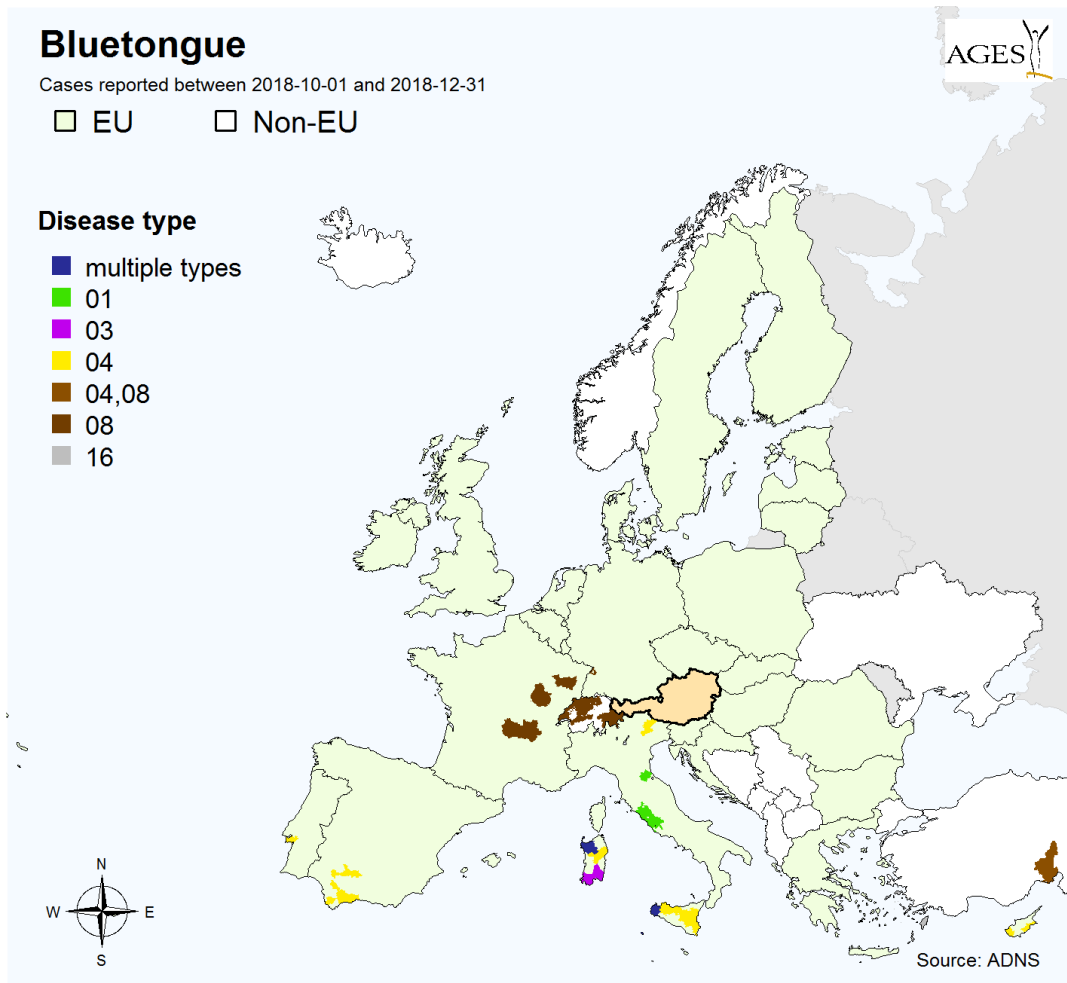 Bluetongue
Cases reported between 2018-10-01 and 2018-12-31
EU
Non-EU
AGES
Disease type
multiple types
01
03
04
04,08
08
16
N
W
E
S
Source: ADNS